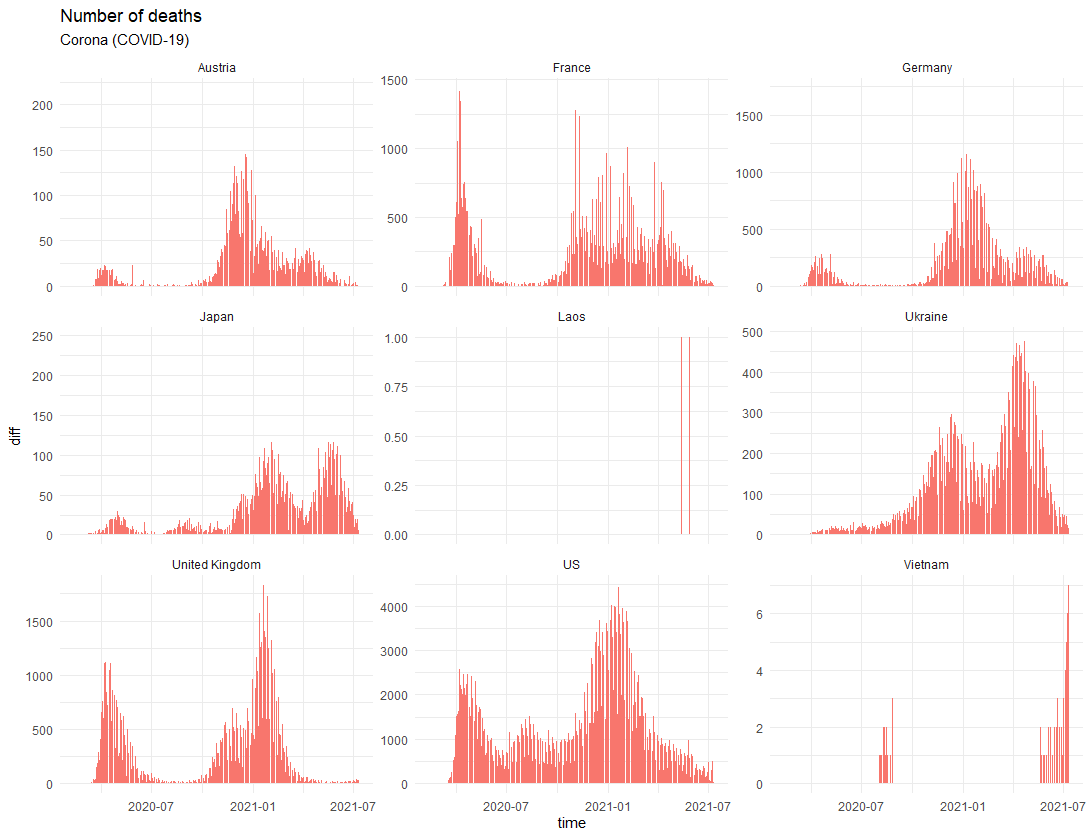 Number of deaths
Corona (COVID-19)
Austria
France
Germany
200
150
100
50
0
1500
1000
500
0
1500
1000
500
0
Japan
Laos
Ukraine
250
200
150
100
50
0
1.00
0.75
0.50
0.25
0.00
500
400
300
200
100
0
diff
United Kingdom
US
Vietnam
1500
1000
500
0
4000
3000
2000
1000
0
6
4
2
0
2020-07 2021-01 2021-07
2020-07 2021-01 2021-07
2020-07 2021-01 2021-07
time